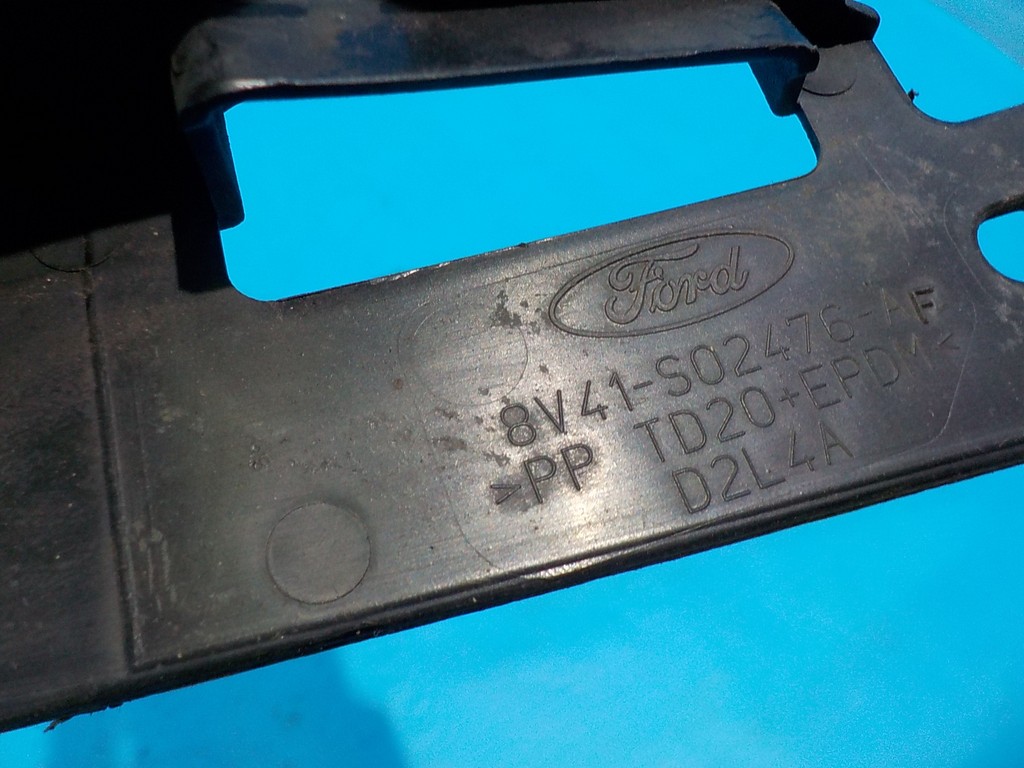 Ford
8V41-S02476-AF
>PP TD20+EPDM<
D2L4A